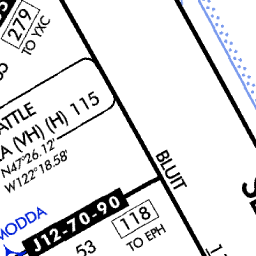 279
TO YXC
ATTLE
(VH) (H) 115
N47°26.12'
W122°18.58'
BLUIT
MODDA
J12-70-90
118
TO EPH
53